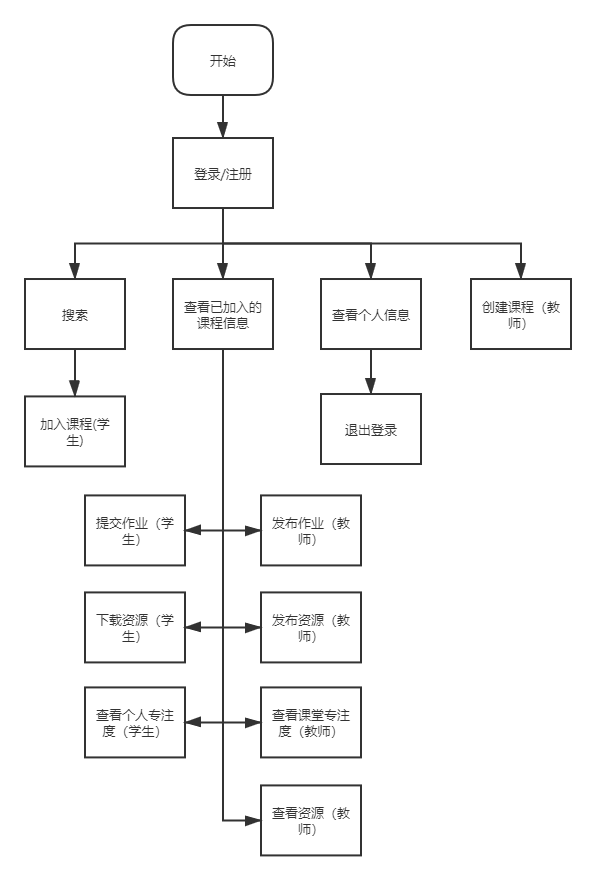 开始
登录/注册
搜索
查看已加入的
课程信息
查看个人信息
创建课程（教
师）
加入课程(学
生)
退出登录
提交作业（学
生）
发布作业（教
师）
下载资源（学
生）
发布资源（教
师）
查看个人专注
度（学生）
查看课堂专注
度（教师）
查看资源（教
师）